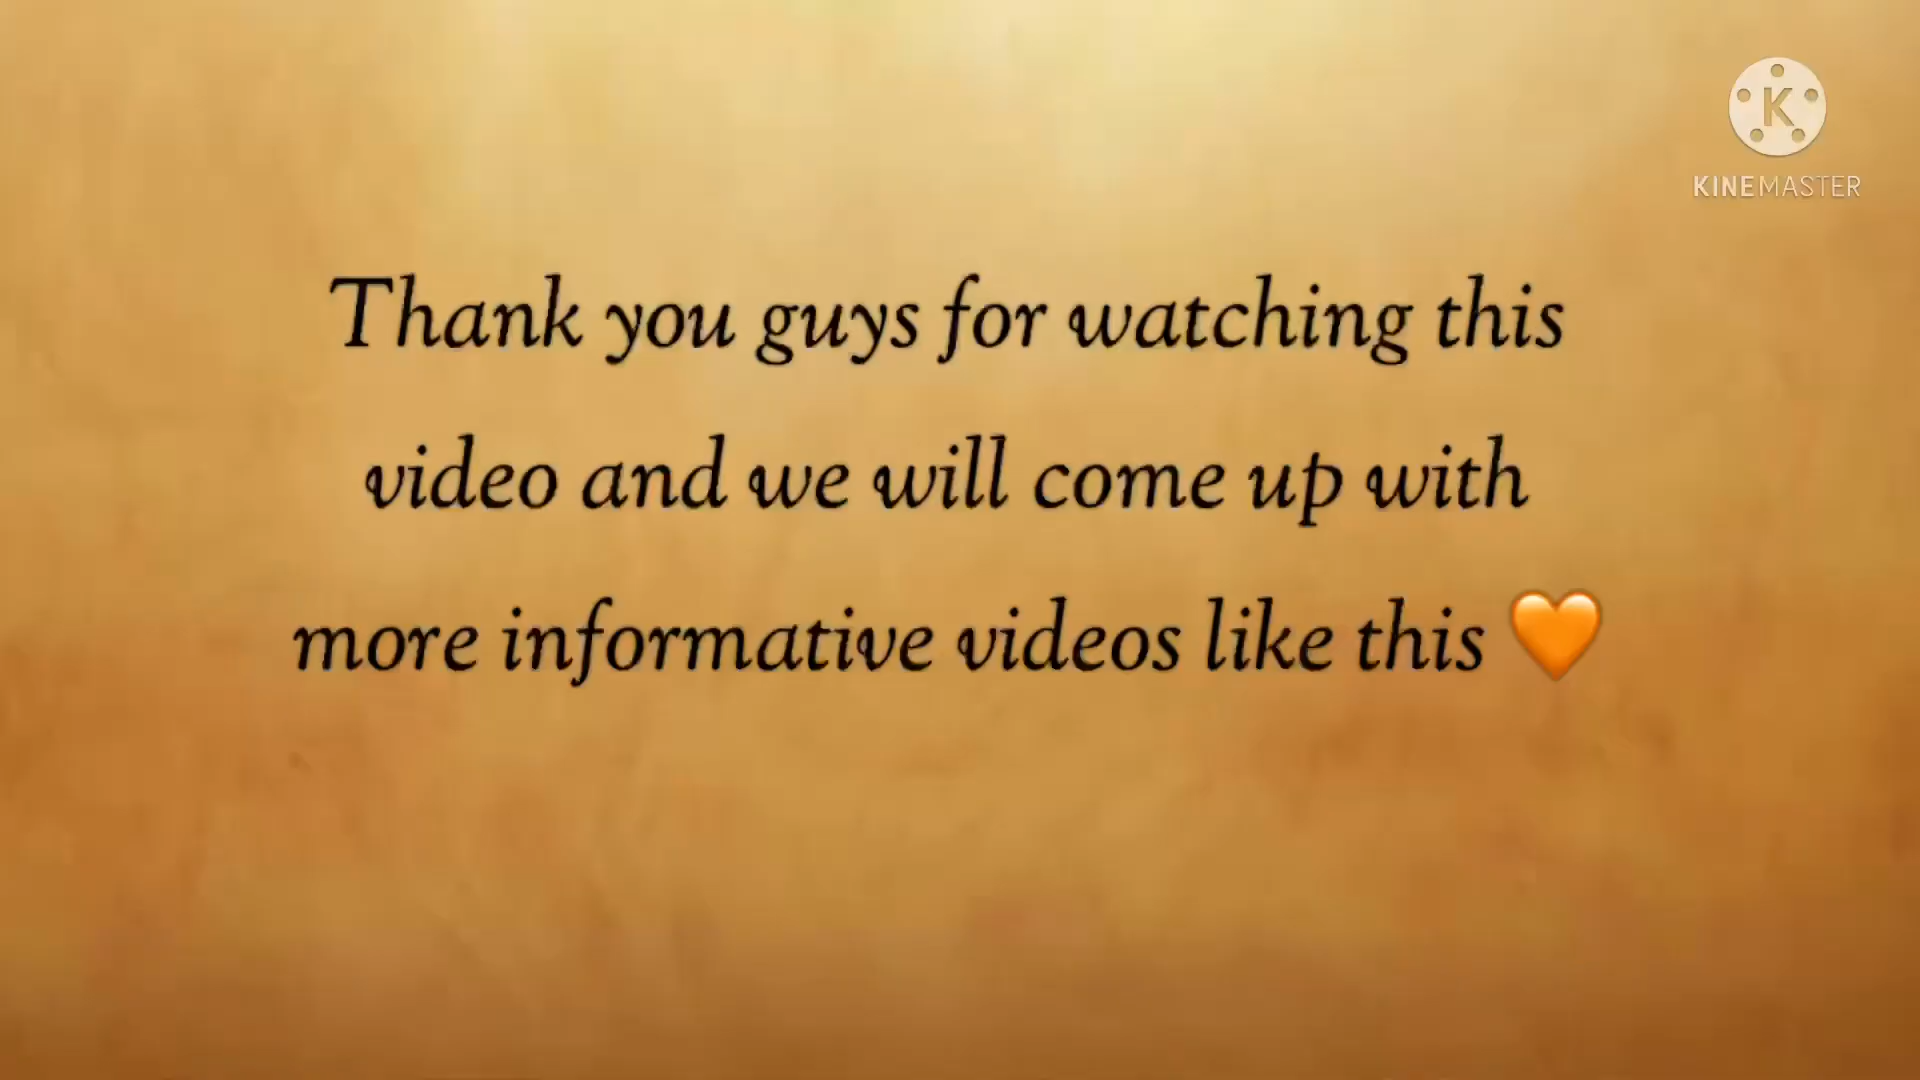 K
KINEMASTER
Thank you guys for watching this
video and we will come up with
more informative videos like this 🧡